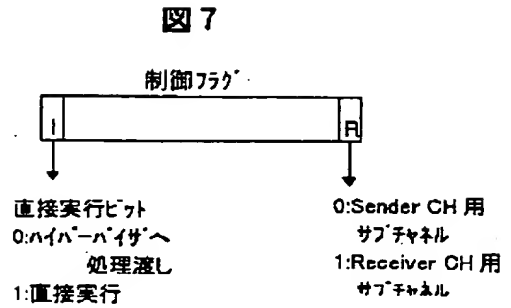 図7
制御フラグ
I
R
直接実行ビット
0:ハイパーバイザへ
処理渡し
1:直接実行
0:Sender CH 用
サブチャネル
1:Receiver CH 用
サブチャネル